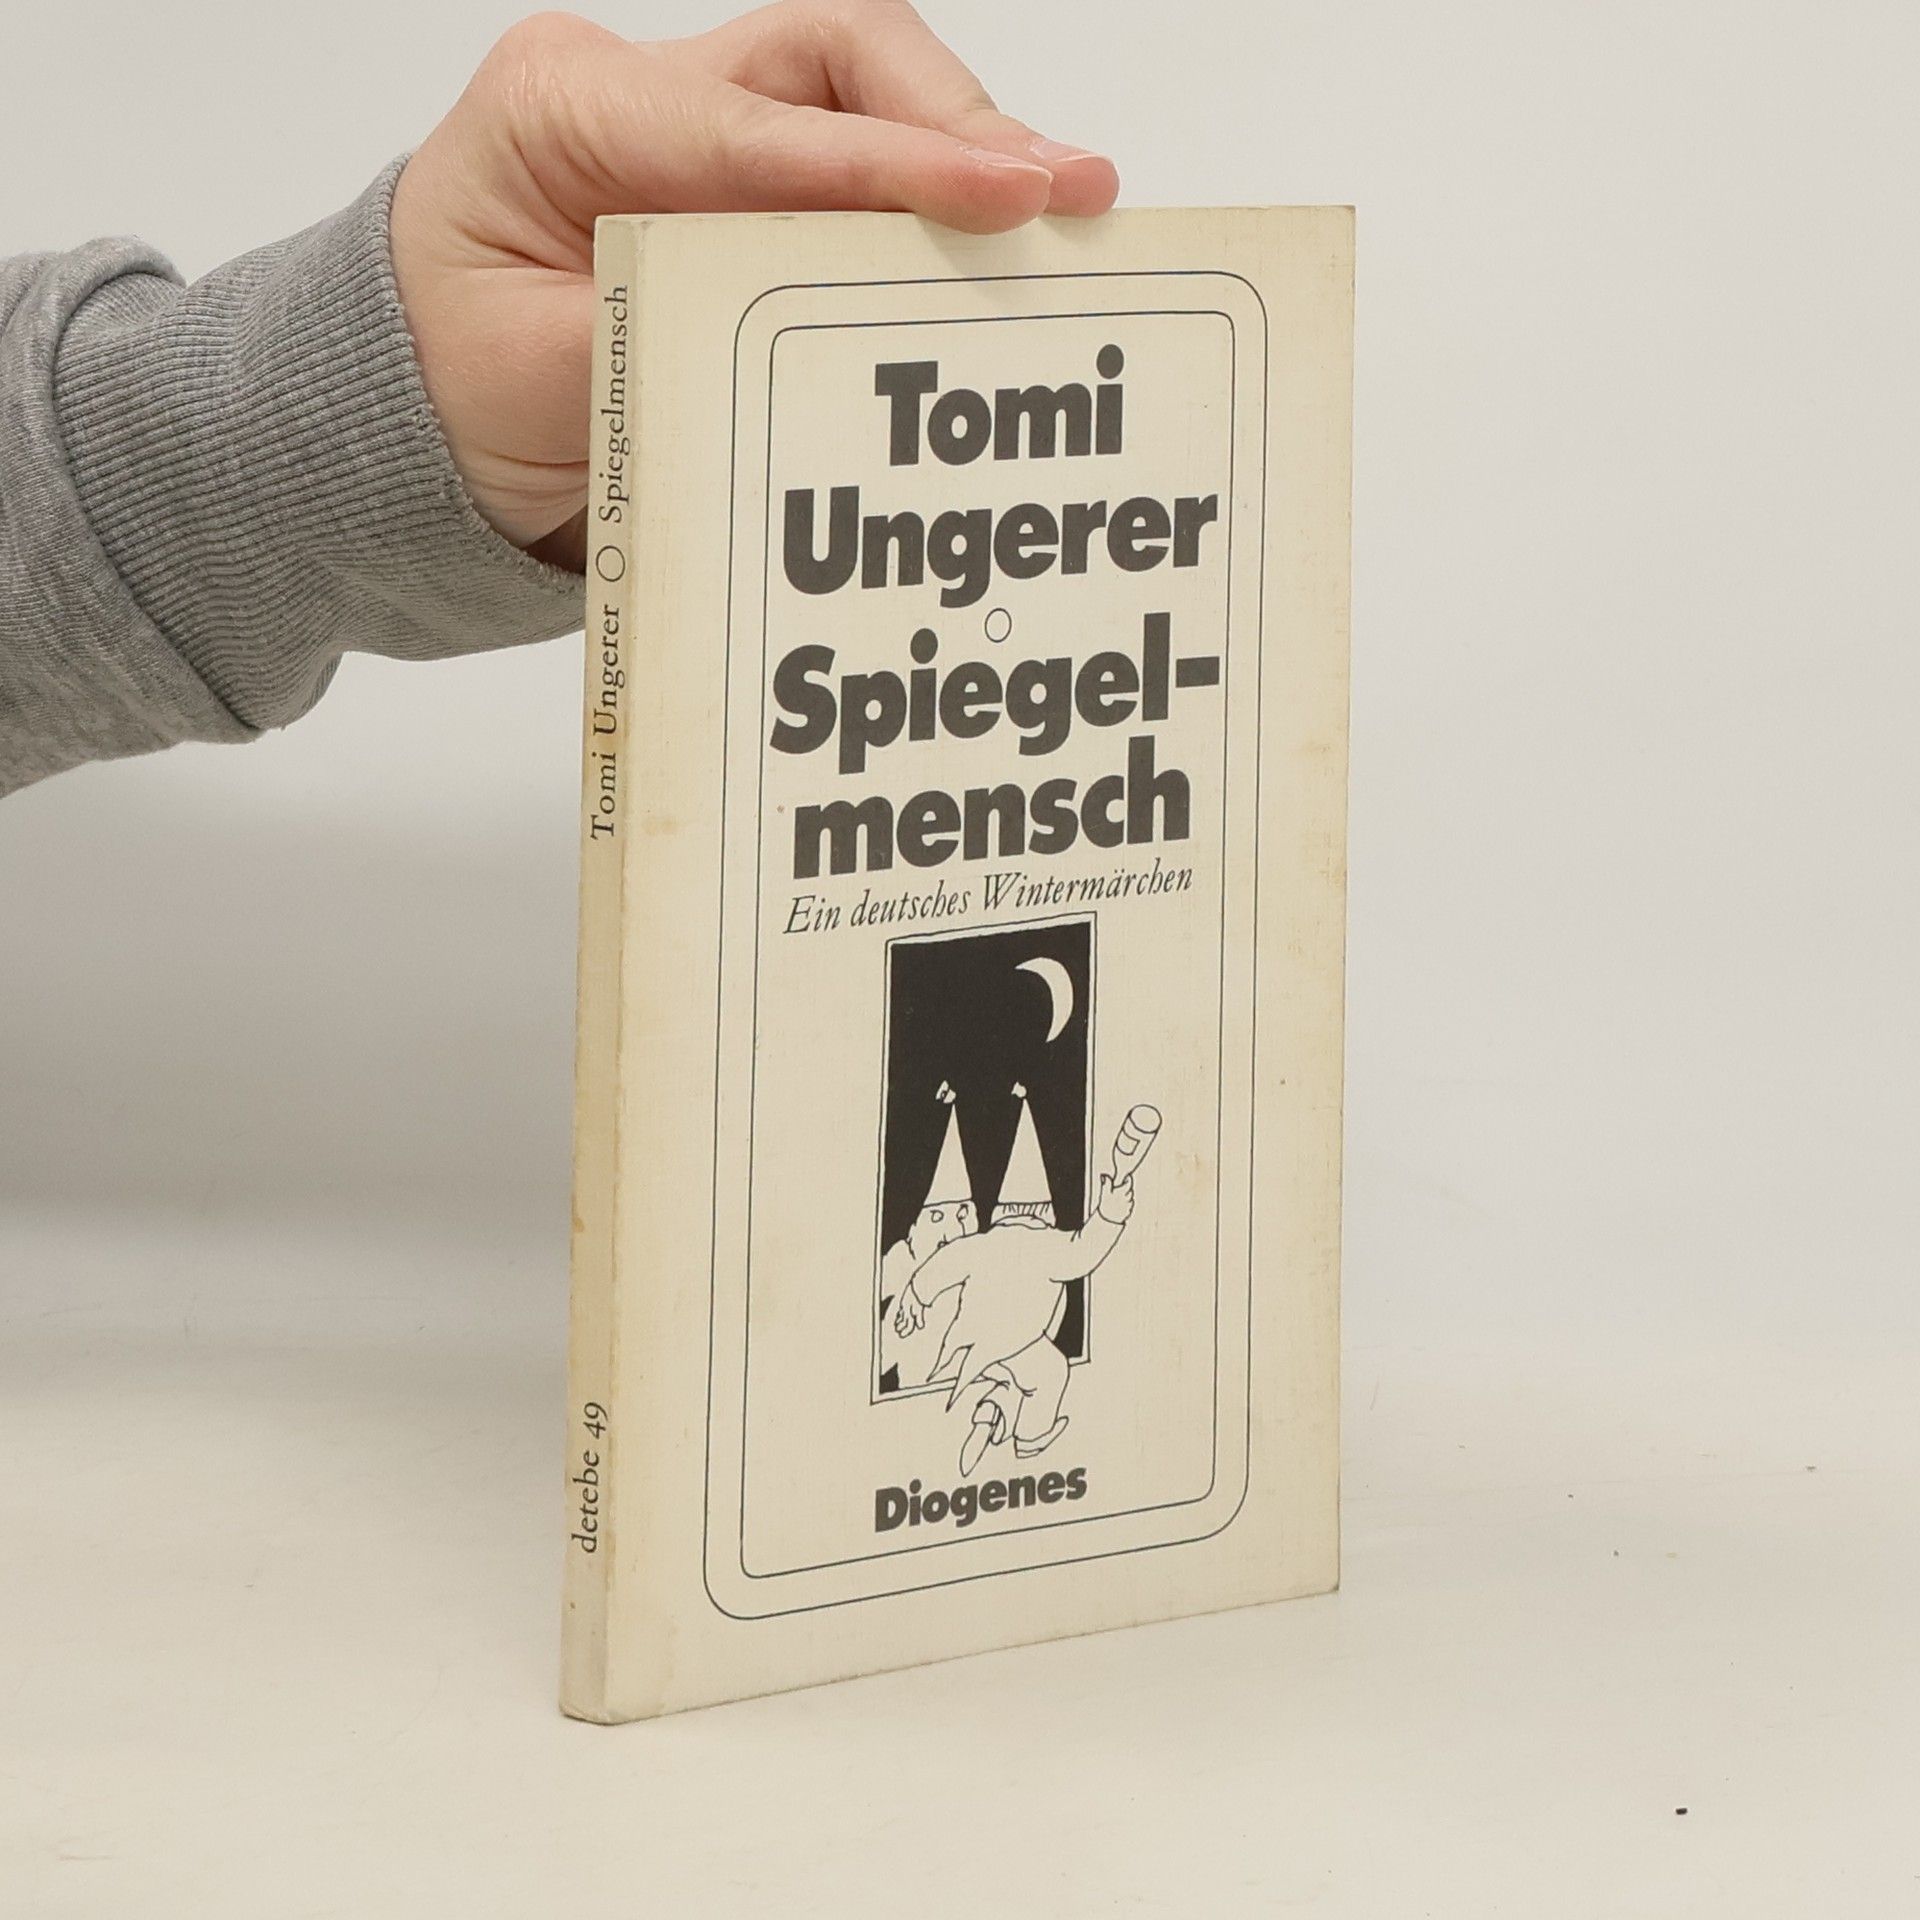 Tomi
Ungerer
Spiegel-
mensch
Ein deutsches Wintermärchen
Diogenes
Tomi Ungerer O Spiegelmensch
detebe 49